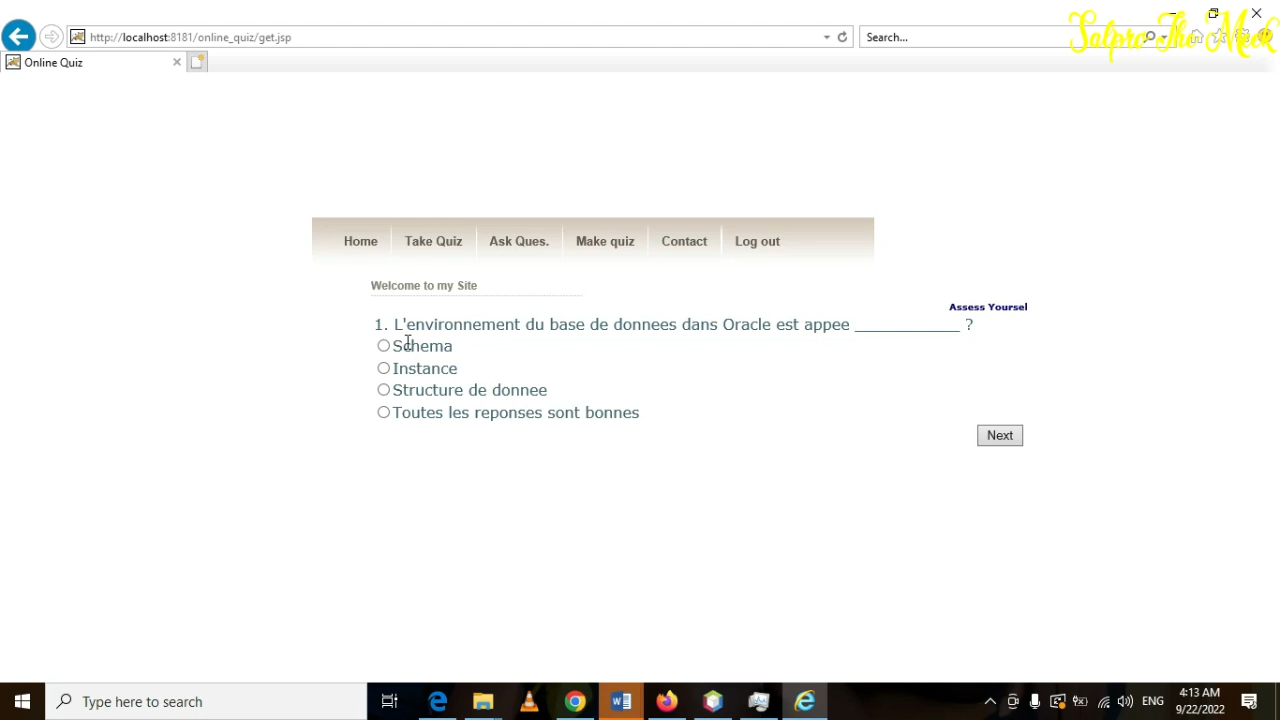 http://localhost:8181/online_quiz/get.jsp
Search...
Online Quiz
Home Take Quiz Ask Ques. Make quiz Contact Log out
Welcome to my Site
Assess Yoursel
1. L'environnement du base de donnees dans Oracle est appee ____________ ?
Schema
Instance
Structure de donnee
Toutes les reponses sont bonnes
Next
Type here to search
ENG
4:13 AM
9/22/2022